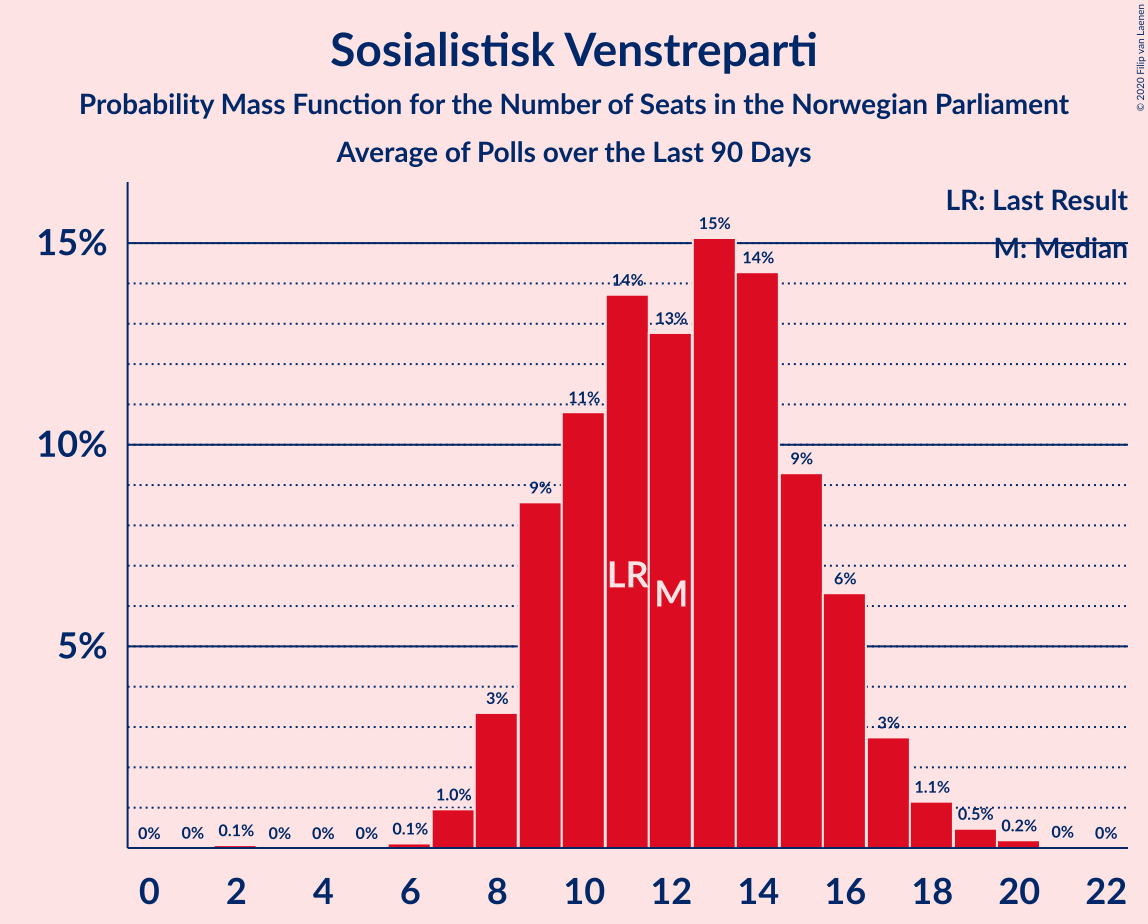 Sosialistisk Venstreparti
Probability Mass Function for the Number of Seats in the Norwegian Parliament
Average of Polls over the Last 90 Days
© 2020 Filip van Laenen
LR: Last Result
M: Median
15%
10%
5%
0%
0%
0.1%
0%
0%
0%
0.1%
1.0%
3%
9%
11%
14%
13%
15%
14%
9%
6%
3%
1.1%
0.5%
0.2%
0%
0%
LR
M
0 2 4 6 8 10 12 14 16 18 20 22